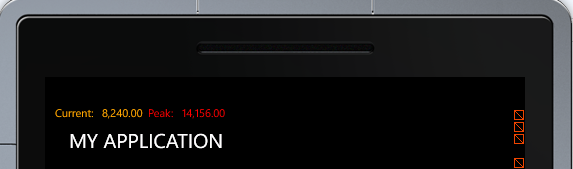 Current: 8,240.00 Peak: 14,156.00
MY APPLICATION